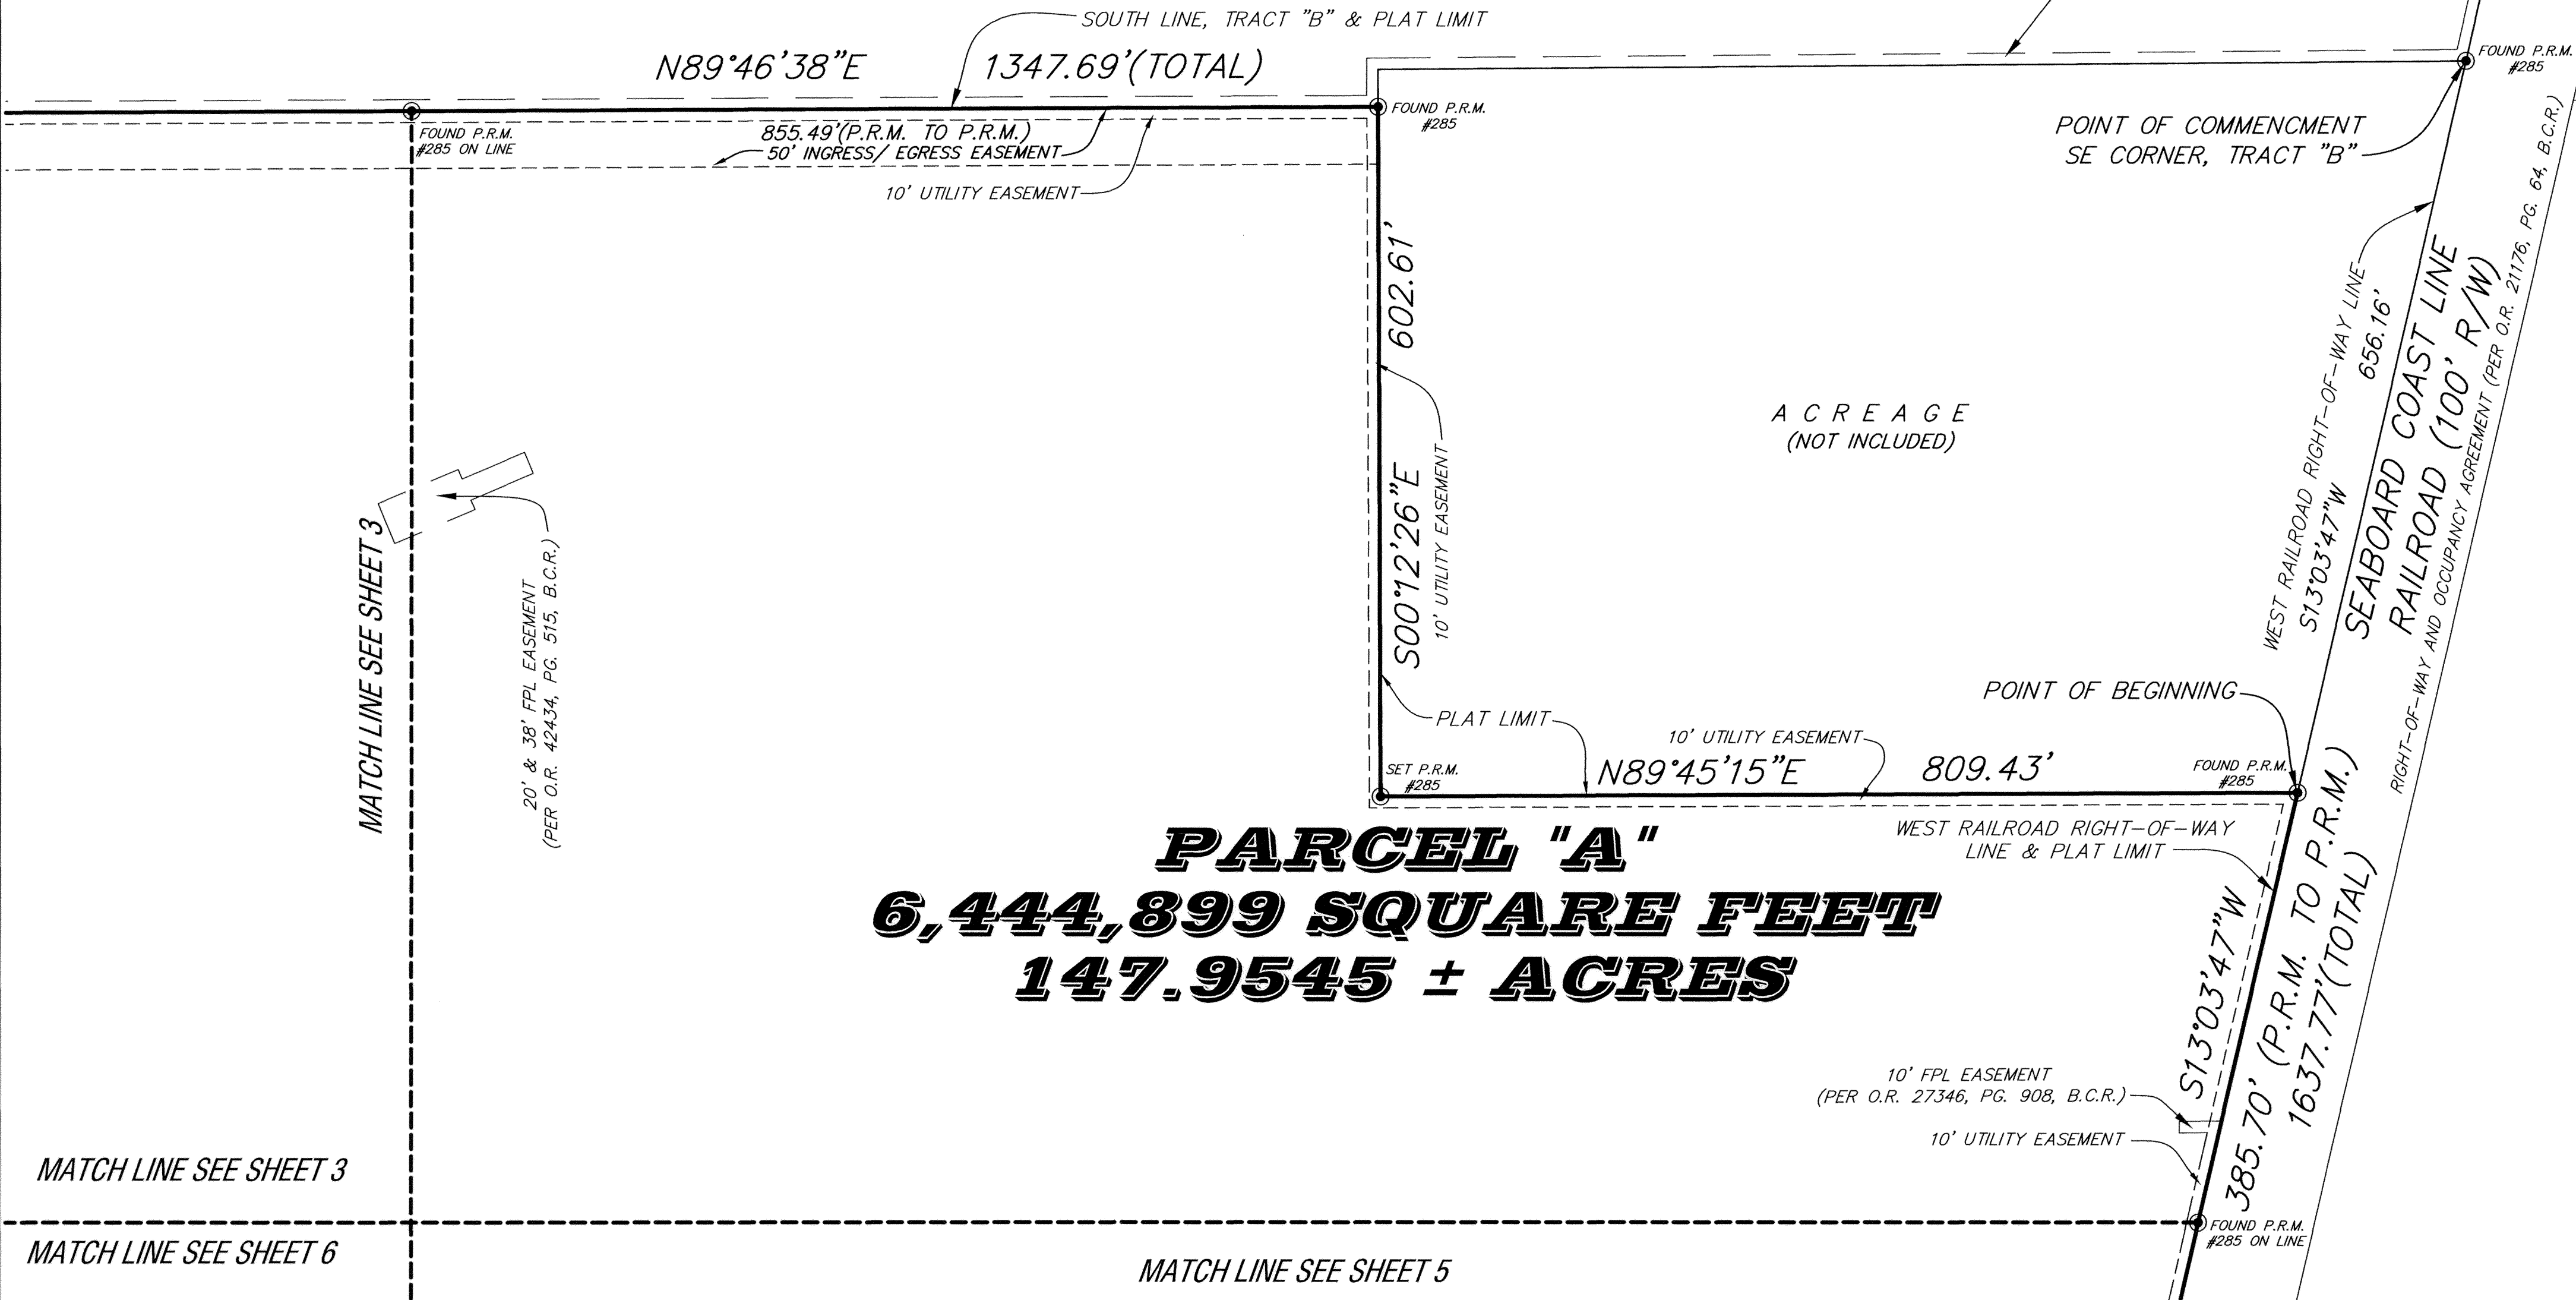 SOUTH LINE, TRACT "B" & PLAT LIMIT
N89°46'38"E 1347.69'(TOTAL)
FOUND P.R.M.
#285
FOUND P.R.M.
#285
FOUND P.R.M.
#285 ON LINE
855.49'(P.R.M. TO P.R.M.)
50' INGRESS/ EGRESS EASEMENT
10' UTILITY EASEMENT
POINT OF COMMENCMENT
SE CORNER, TRACT "B"
602.61'
S00°12'26"E
10' UTILITY EASEMENT
A C R E A G E
(NOT INCLUDED)
WEST RAILROAD RIGHT-OF-WAY LINE
S13°03'47"W 656.16'
SEABOARD COAST LINE
RAILROAD (100' R/W)
RIGHT-OF-WAY AND OCCUPANCY AGREEMENT (PER O.R. 21176, PG. 64, B.C.R.)
MATCH LINE SEE SHEET 3
20' & 38' FPL EASEMENT
(PER O.R. 42434, PG. 515, B.C.R.)
POINT OF BEGINNING
PLAT LIMIT
10' UTILITY EASEMENT
SET P.R.M.
#285
N89°45'15"E 809.43'
FOUND P.R.M.
#285
PARCEL "A"
6,444,899 SQUARE FEET
147.9545 ± ACRES
WEST RAILROAD RIGHT-OF-WAY
LINE & PLAT LIMIT
S13°03'47"W
385.70' (P.R.M. TO P.R.M.)
1637.77'(TOTAL)
10' FPL EASEMENT
(PER O.R. 27346, PG. 908, B.C.R.)
10' UTILITY EASEMENT
MATCH LINE SEE SHEET 3
FOUND P.R.M.
#285 ON LINE
MATCH LINE SEE SHEET 6
MATCH LINE SEE SHEET 5